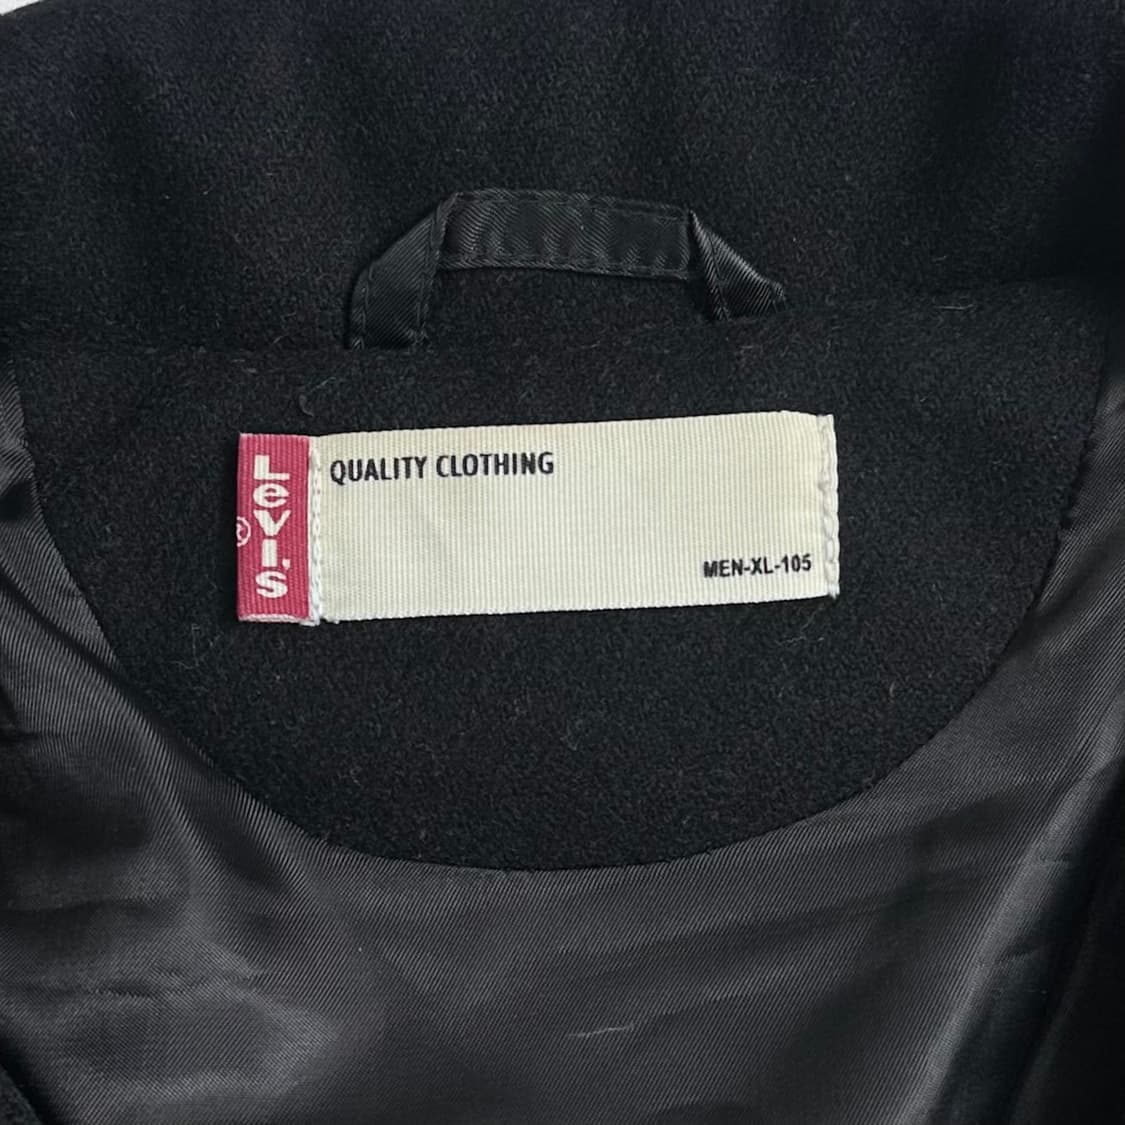 LeVI'S
®
QUALITY CLOTHING
MEN-XL-105